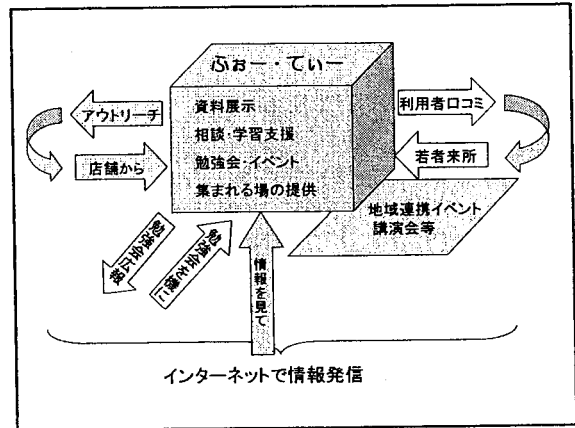 ふぉー・てぃー
資料展示
相談・学習支援
勉強会・イベント
集まれる場の提供
アウトリーチ
店舗から
利用者口コミ
若者来所
地域連携イベント
講演会等
勉強会広報
勉強会を機に
情報を見て
インターネットで情報発信